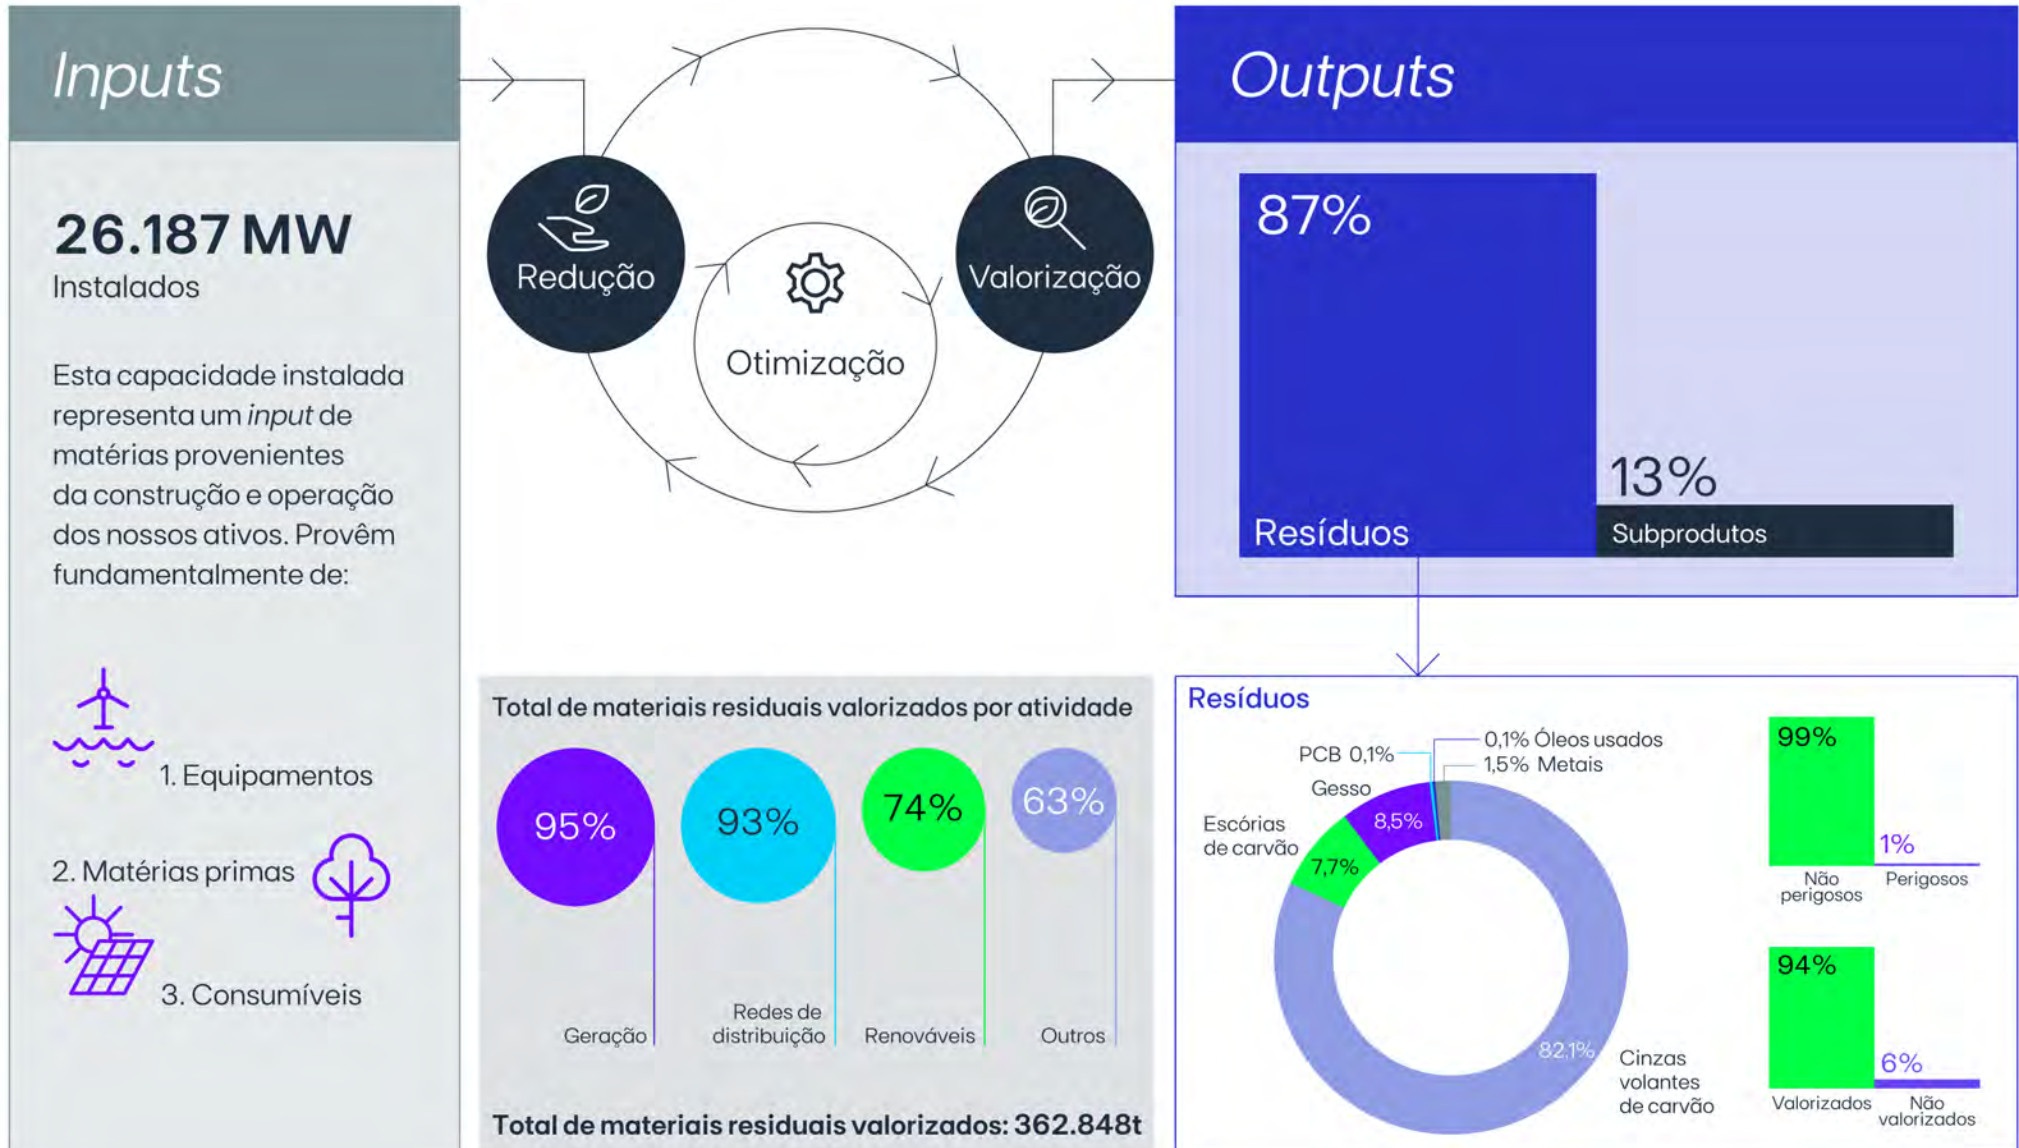 Inputs
26.187 MW
Instalados
Esta capacidade instalada
representa um input de
matérias provenientes
da construção e operação
dos nossos ativos. Provêm
fundamentalmente de:
1. Equipamentos
2. Matérias primas
3. Consumíveis
Redução
Otimização
Valorização
Outputs
87%
Resíduos
13%
Subprodutos
Total de materiais residuais valorizados por atividade
95%
93%
74%
63%
Geração
Redes de
distribuição
Renováveis
Outros
Total de materiais residuais valorizados: 362.848t
Resíduos
PCB 0,1%
0,1% Óleos usados
1,5% Metais
Gesso
8,5%
Escórias
de carvão
7,7%
82,1%
Cinzas
volantes
de carvão
99%
1%
Não
perigosos
Perigosos
94%
6%
Valorizados
Não
valorizados